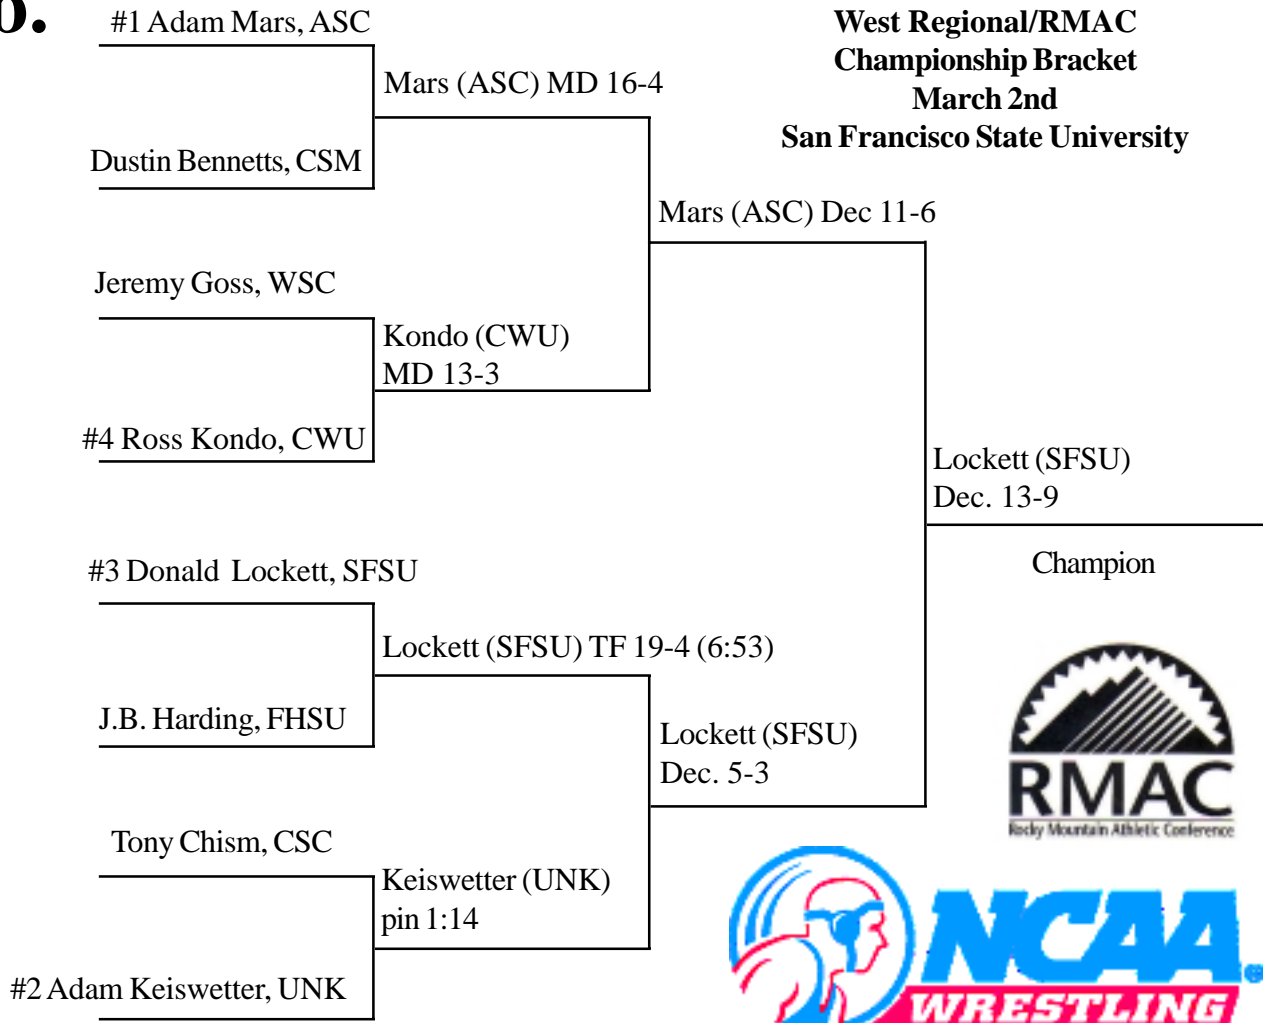 #1 Adam Mars, ASC
West Regional/RMAC
Championship Bracket
March 2nd
San Francisco State University
Mars (ASC) MD 16-4
Dustin Bennetts, CSM
Mars (ASC) Dec 11-6
Jeremy Goss, WSC
Kondo (CWU)
MD 13-3
#4 Ross Kondo, CWU
Lockett (SFSU)
Dec. 13-9
Champion
#3 Donald Lockett, SFSU
Lockett (SFSU) TF 19-4 (6:53)
J.B. Harding, FHSU
Lockett (SFSU)
Dec. 5-3
Tony Chism, CSC
Keiswetter (UNK)
pin 1:14
#2 Adam Keiswetter, UNK
RMAC
Rocky Mountain Athletic Conference
NCAA
WRESTLING